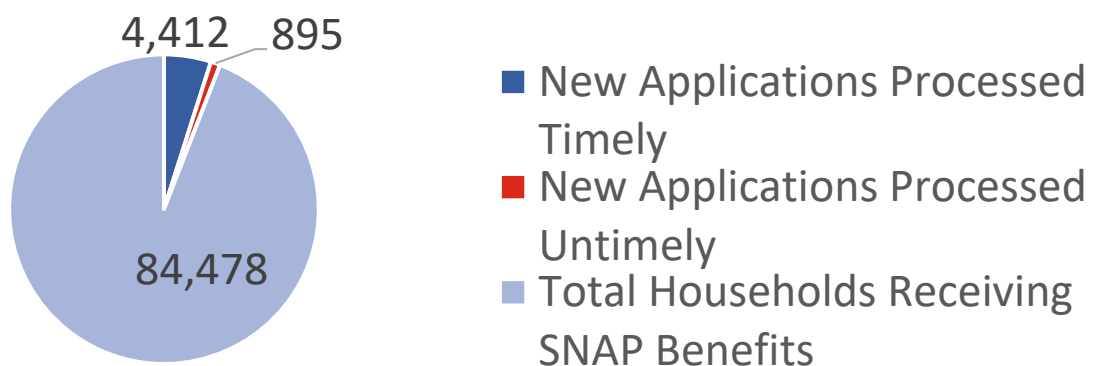 4,412
895
84,478
New Applications Processed
Timely
New Applications Processed
Untimely
Total Households Receiving
SNAP Benefits